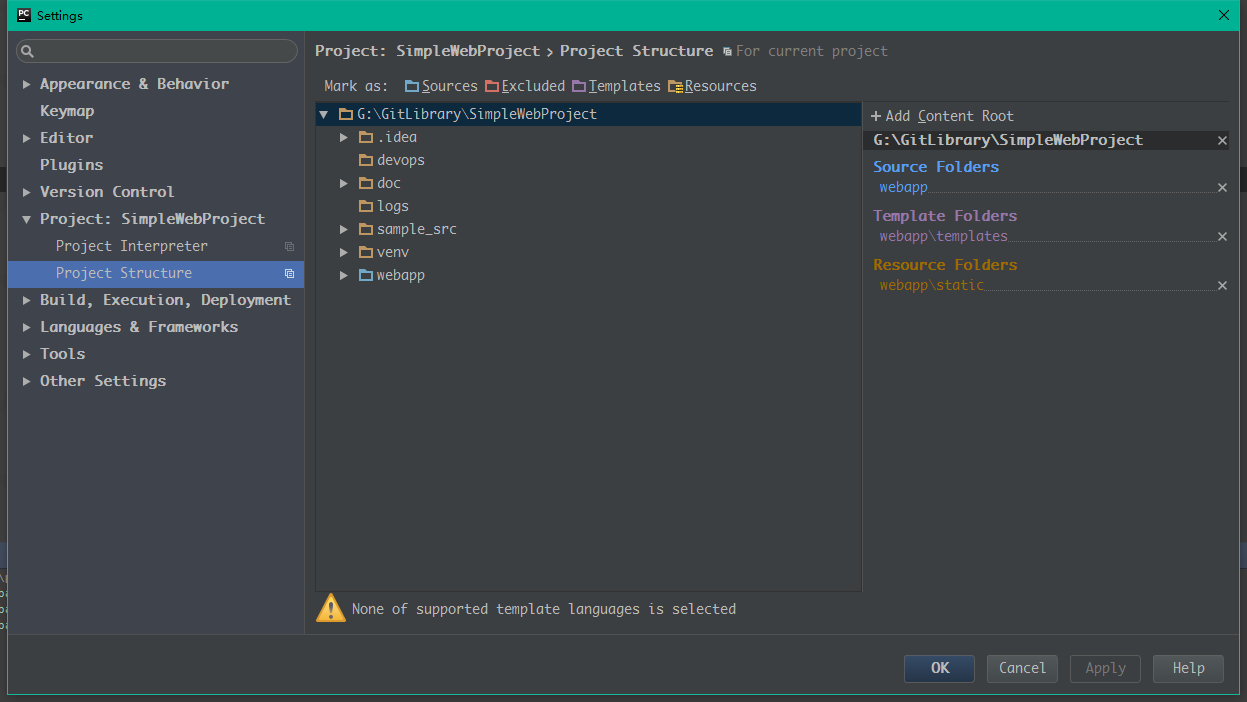 PC Settings
Project: SimpleWebProject › Project Structure For current project
Appearance & Behavior
Keymap
Editor
Plugins
Version Control
Project: SimpleWebProject
Project Interpreter
Project Structure
Build, Execution, Deployment
Languages & Frameworks
Tools
Other Settings
Mark as: Sources Excluded Templates Resources
G:\GitLibrary\SimpleWebProject
.idea
devops
doc
logs
sample_src
venv
webapp
+ Add Content Root
G:\GitLibrary\SimpleWebProject
Source Folders
webapp
Template Folders
webapp\templates
Resource Folders
webapp\static
None of supported template languages is selected
OK Cancel Apply Help